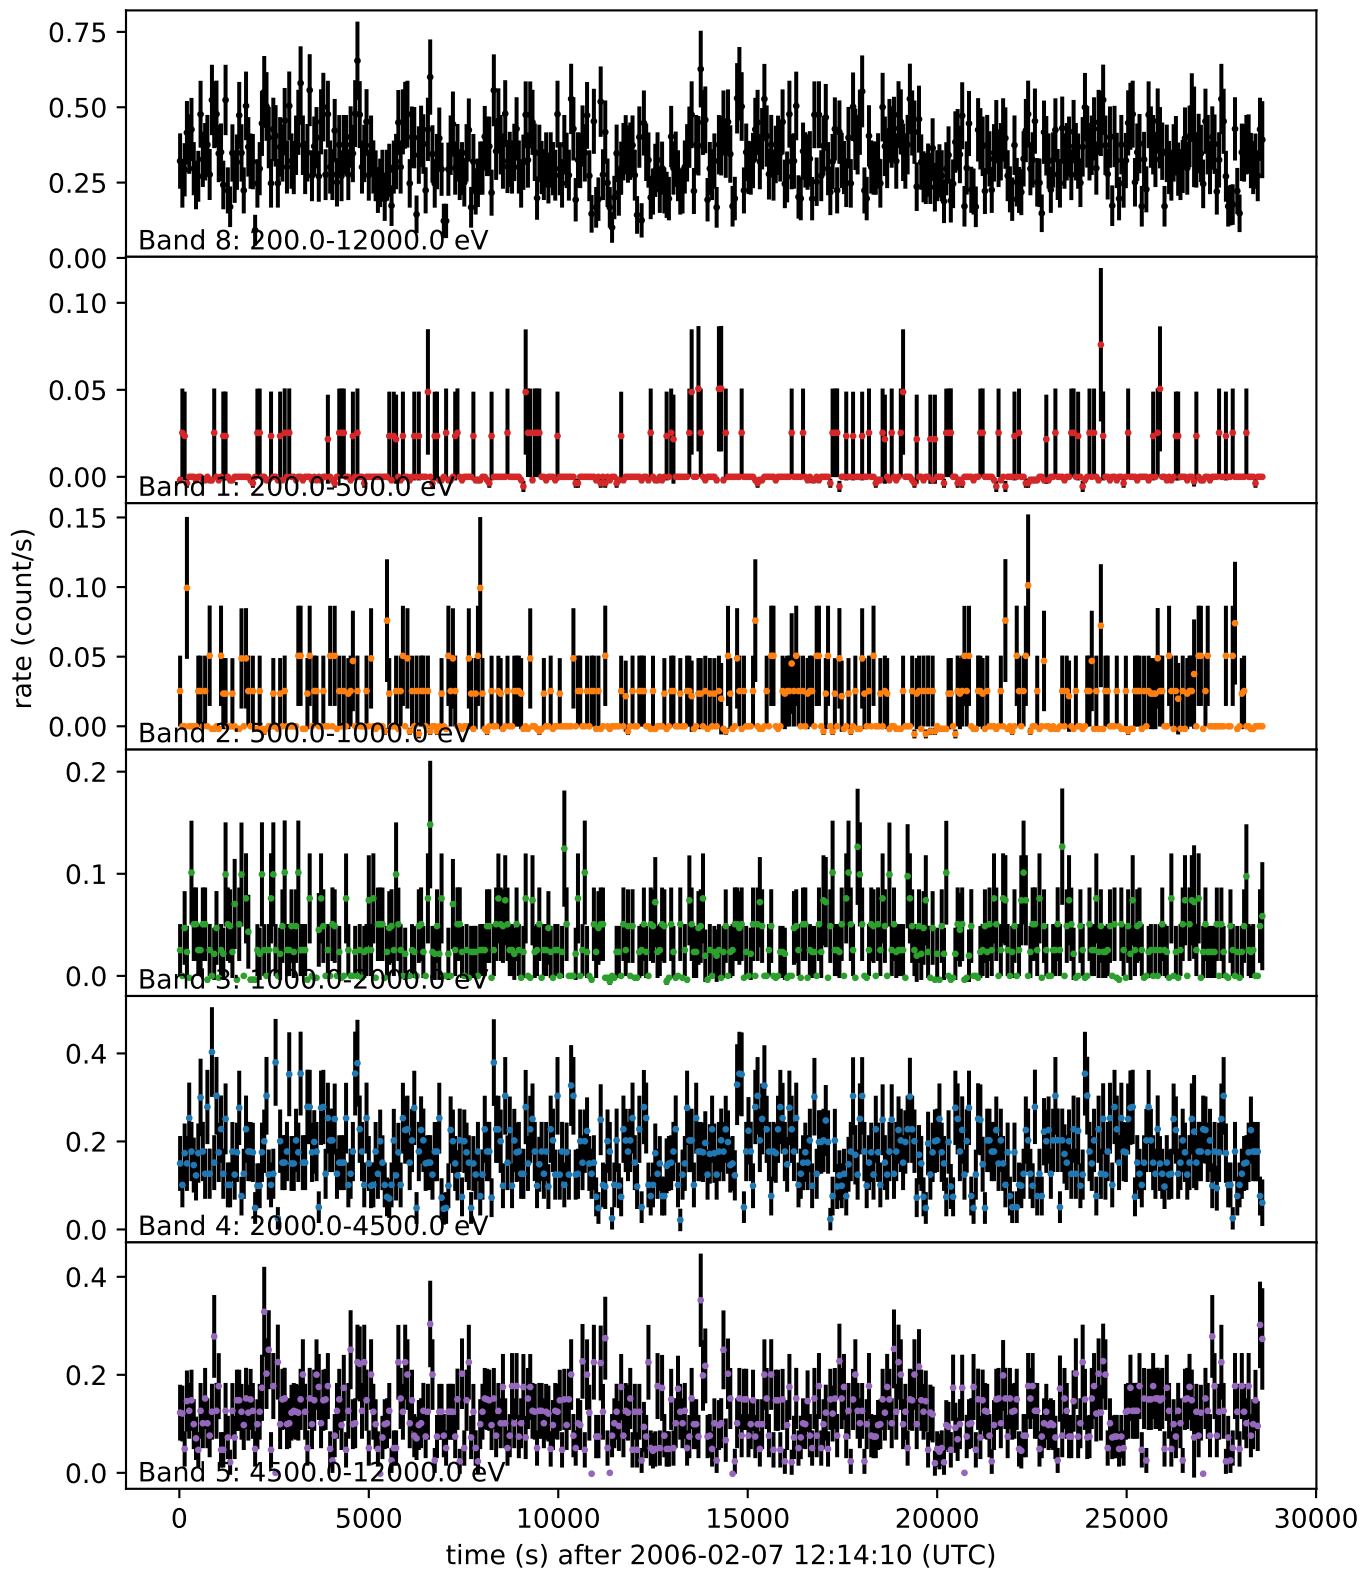 0.75
0.50
0.25
0.00
Band 8: 200.0-12000.0 eV
0.10
0.05
0.00
Band 1: 200.0-500.0 eV
0.15
0.10
0.05
0.00
Band 2: 500.0-1000.0 eV
rate (count/s)
0.2
0.1
0.0
Band 3: 1000.0-2000.0 eV
0.4
0.2
0.0
Band 4: 2000.0-4500.0 eV
0.4
0.2
0.0
Band 5: 4500.0-12000.0 eV
0 5000 10000 15000 20000 25000 30000
time (s) after 2006-02-07 12:14:10 (UTC)